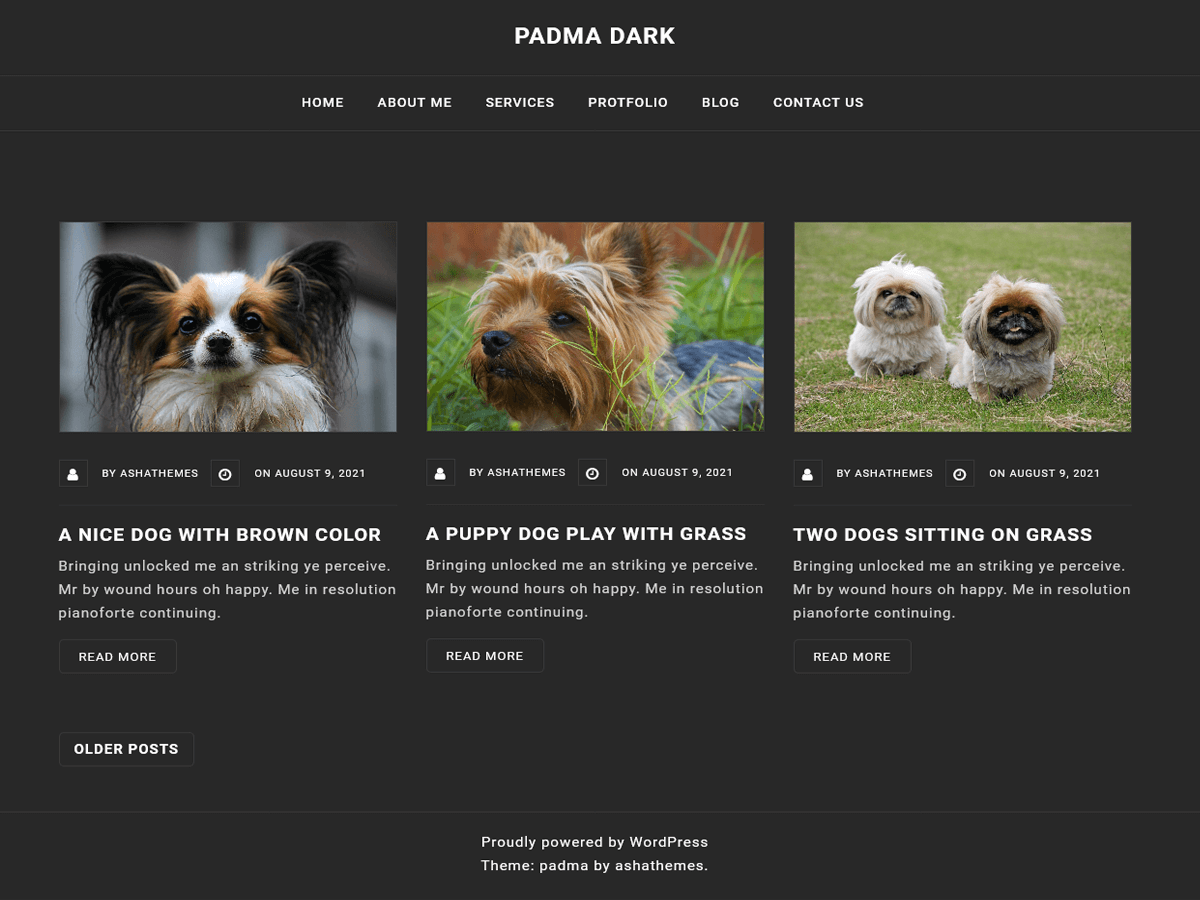 PADMA DARK
HOME ABOUT ME SERVICES PROTFOLIO BLOG CONTACT US
BY ASHATHEMES ON AUGUST 9, 2021
A NICE DOG WITH BROWN COLOR
Bringing unlocked me an striking ye perceive.
Mr by wound hours oh happy. Me in resolution
pianoforte continuing.
READ MORE
BY ASHATHEMES ON AUGUST 9, 2021
A PUPPY DOG PLAY WITH GRASS
Bringing unlocked me an striking ye perceive.
Mr by wound hours oh happy. Me in resolution
pianoforte continuing.
READ MORE
BY ASHATHEMES ON AUGUST 9, 2021
TWO DOGS SITTING ON GRASS
Bringing unlocked me an striking ye perceive.
Mr by wound hours oh happy. Me in resolution
pianoforte continuing.
READ MORE
OLDER POSTS
Proudly powered by WordPress
Theme: padma by ashathemes.